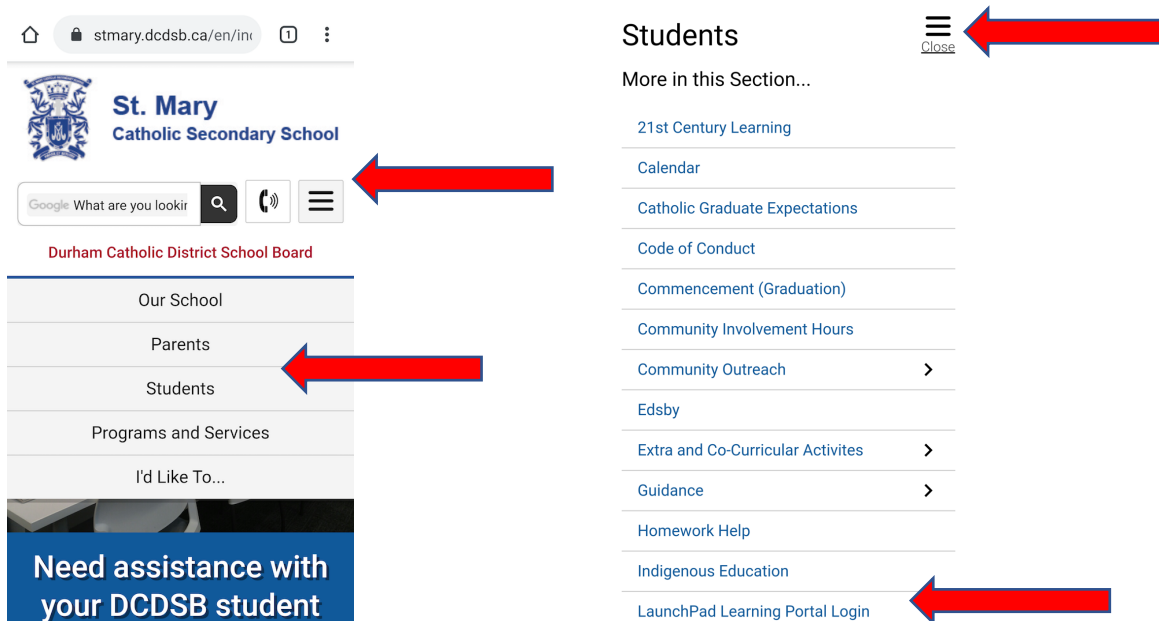 stmary.dcdsb.ca/en/in
1
St. Mary
Catholic Secondary School
Google What are you lookin
Durham Catholic District School Board
Our School
Parents
Students
Programs and Services
I'd Like To...
Need assistance with
your DCDSB student
Students
Close
More in this Section...
21st Century Learning
Calendar
Catholic Graduate Expectations
Code of Conduct
Commencement (Graduation)
Community Involvement Hours
Community Outreach
Edsby
Extra and Co-Curricular Activites
Guidance
Homework Help
Indigenous Education
LaunchPad Learning Portal Login